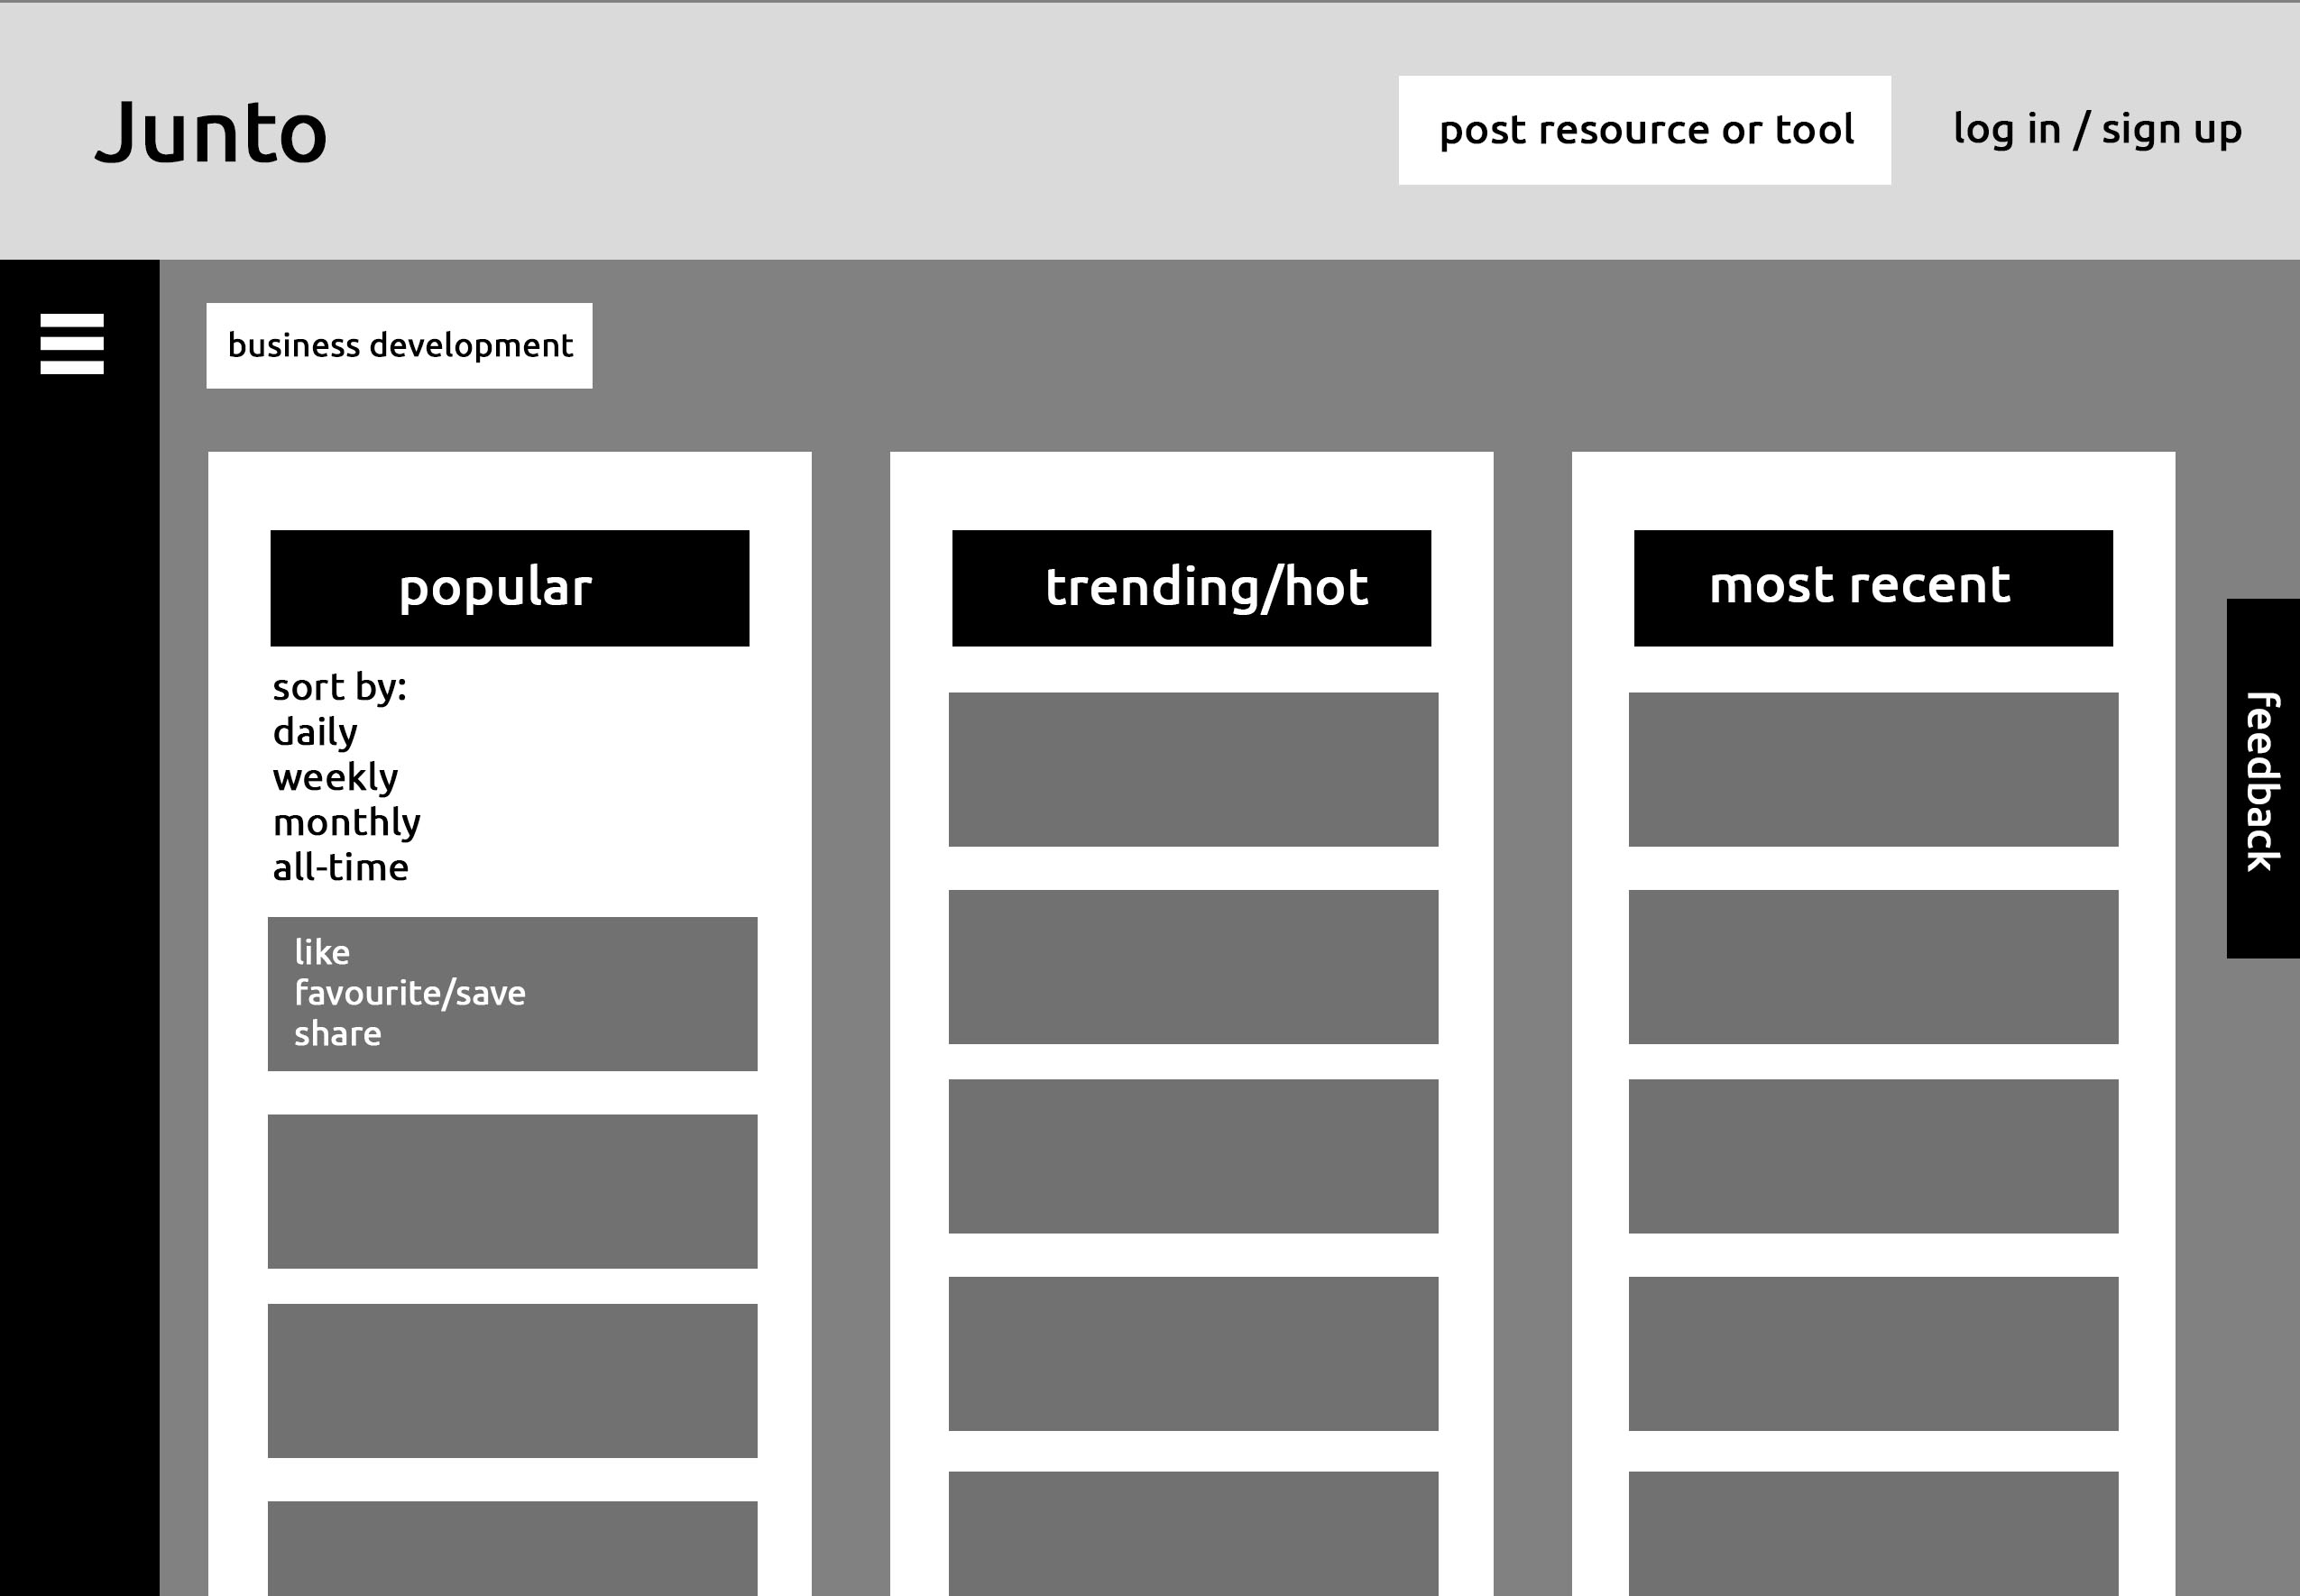 Junto
post resource or tool
log in / sign up
business development
popular
sort by:
daily
weekly
monthly
all-time
like
favourite/save
share
trending/hot
most recent
feedback